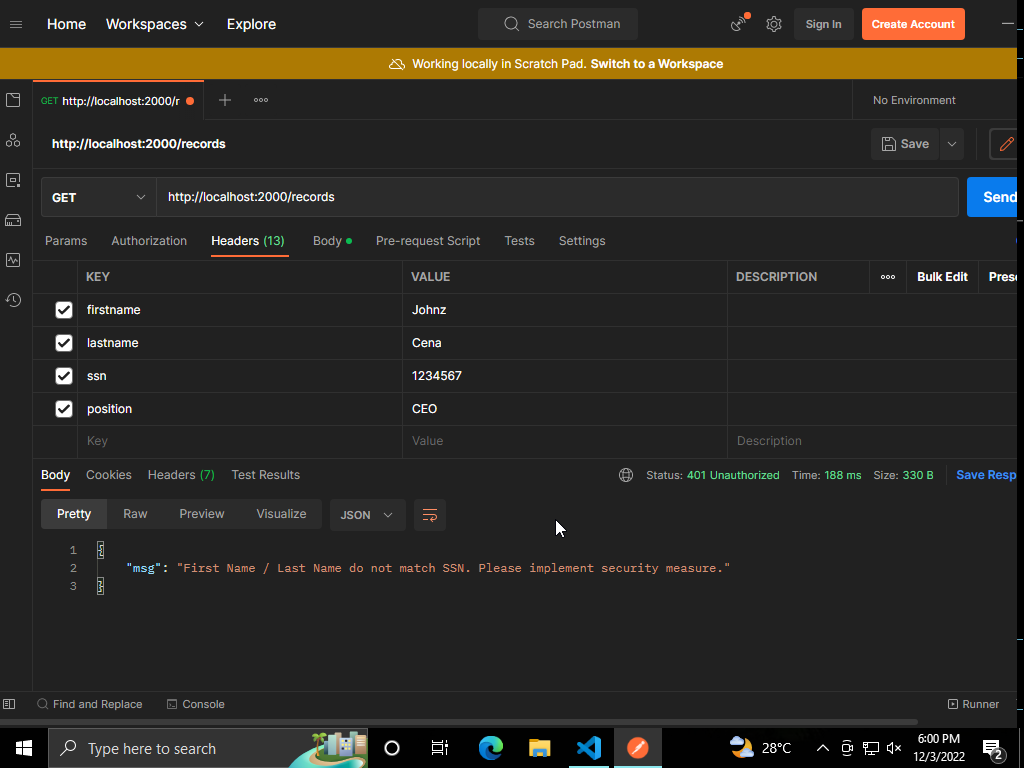 Home Workspaces Explore Search Postman Sign In Create Account
Working locally in Scratch Pad. Switch to a Workspace
GET http://localhost:2000/r No Environment
http://localhost:2000/records Save
GET http://localhost:2000/records Send
Params Authorization Headers (13) Body Pre-request Script Tests Settings
KEY VALUE DESCRIPTION Bulk Edit Prese
firstname Johnz
lastname Cena
ssn 1234567
position CEO
Key Value Description
Body Cookies Headers (7) Test Results Status: 401 Unauthorized Time: 188 ms Size: 330 B Save Resp
Pretty Raw Preview Visualize JSON
1 {
2 "msg": "First Name / Last Name do not match SSN. Please implement security measure."
3 }
Find and Replace Console Runner
Type here to search 28°C 6:00 PM
12/3/2022 2